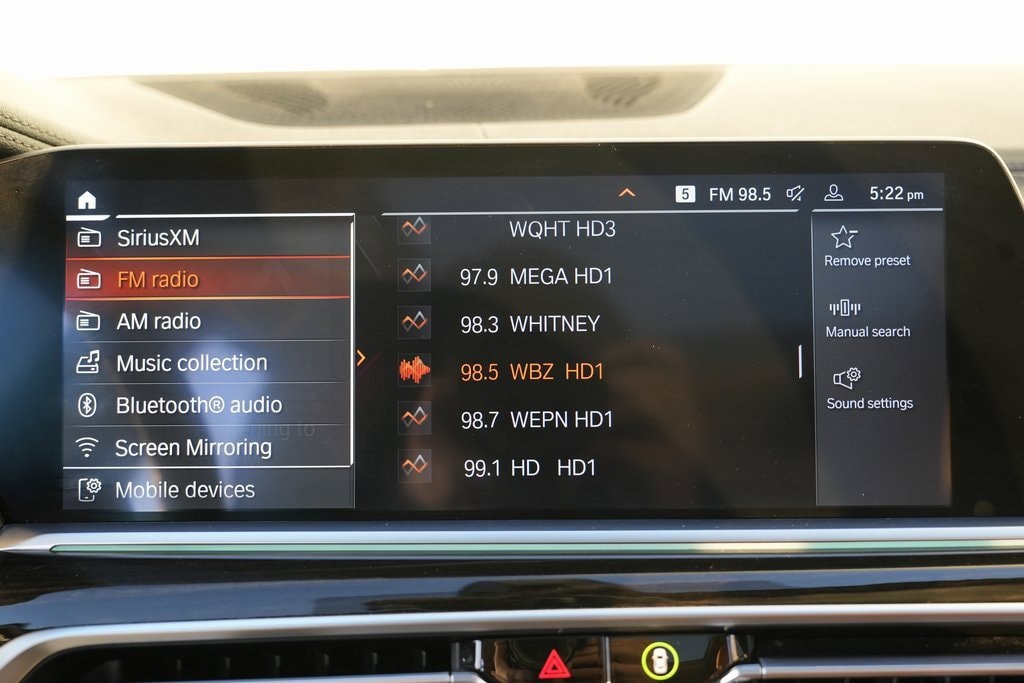 5 FM 98.5 5:22 pm
SiriusXM
FM radio
AM radio
Music collection
Bluetooth® audio
Screen Mirroring
Mobile devices
WQHT HD3
97.9 MEGA HD1
98.3 WHITNEY
98.5 WBZ HD1
98.7 WEPN HD1
99.1 HD HD1
Remove preset
Manual search
Sound settings